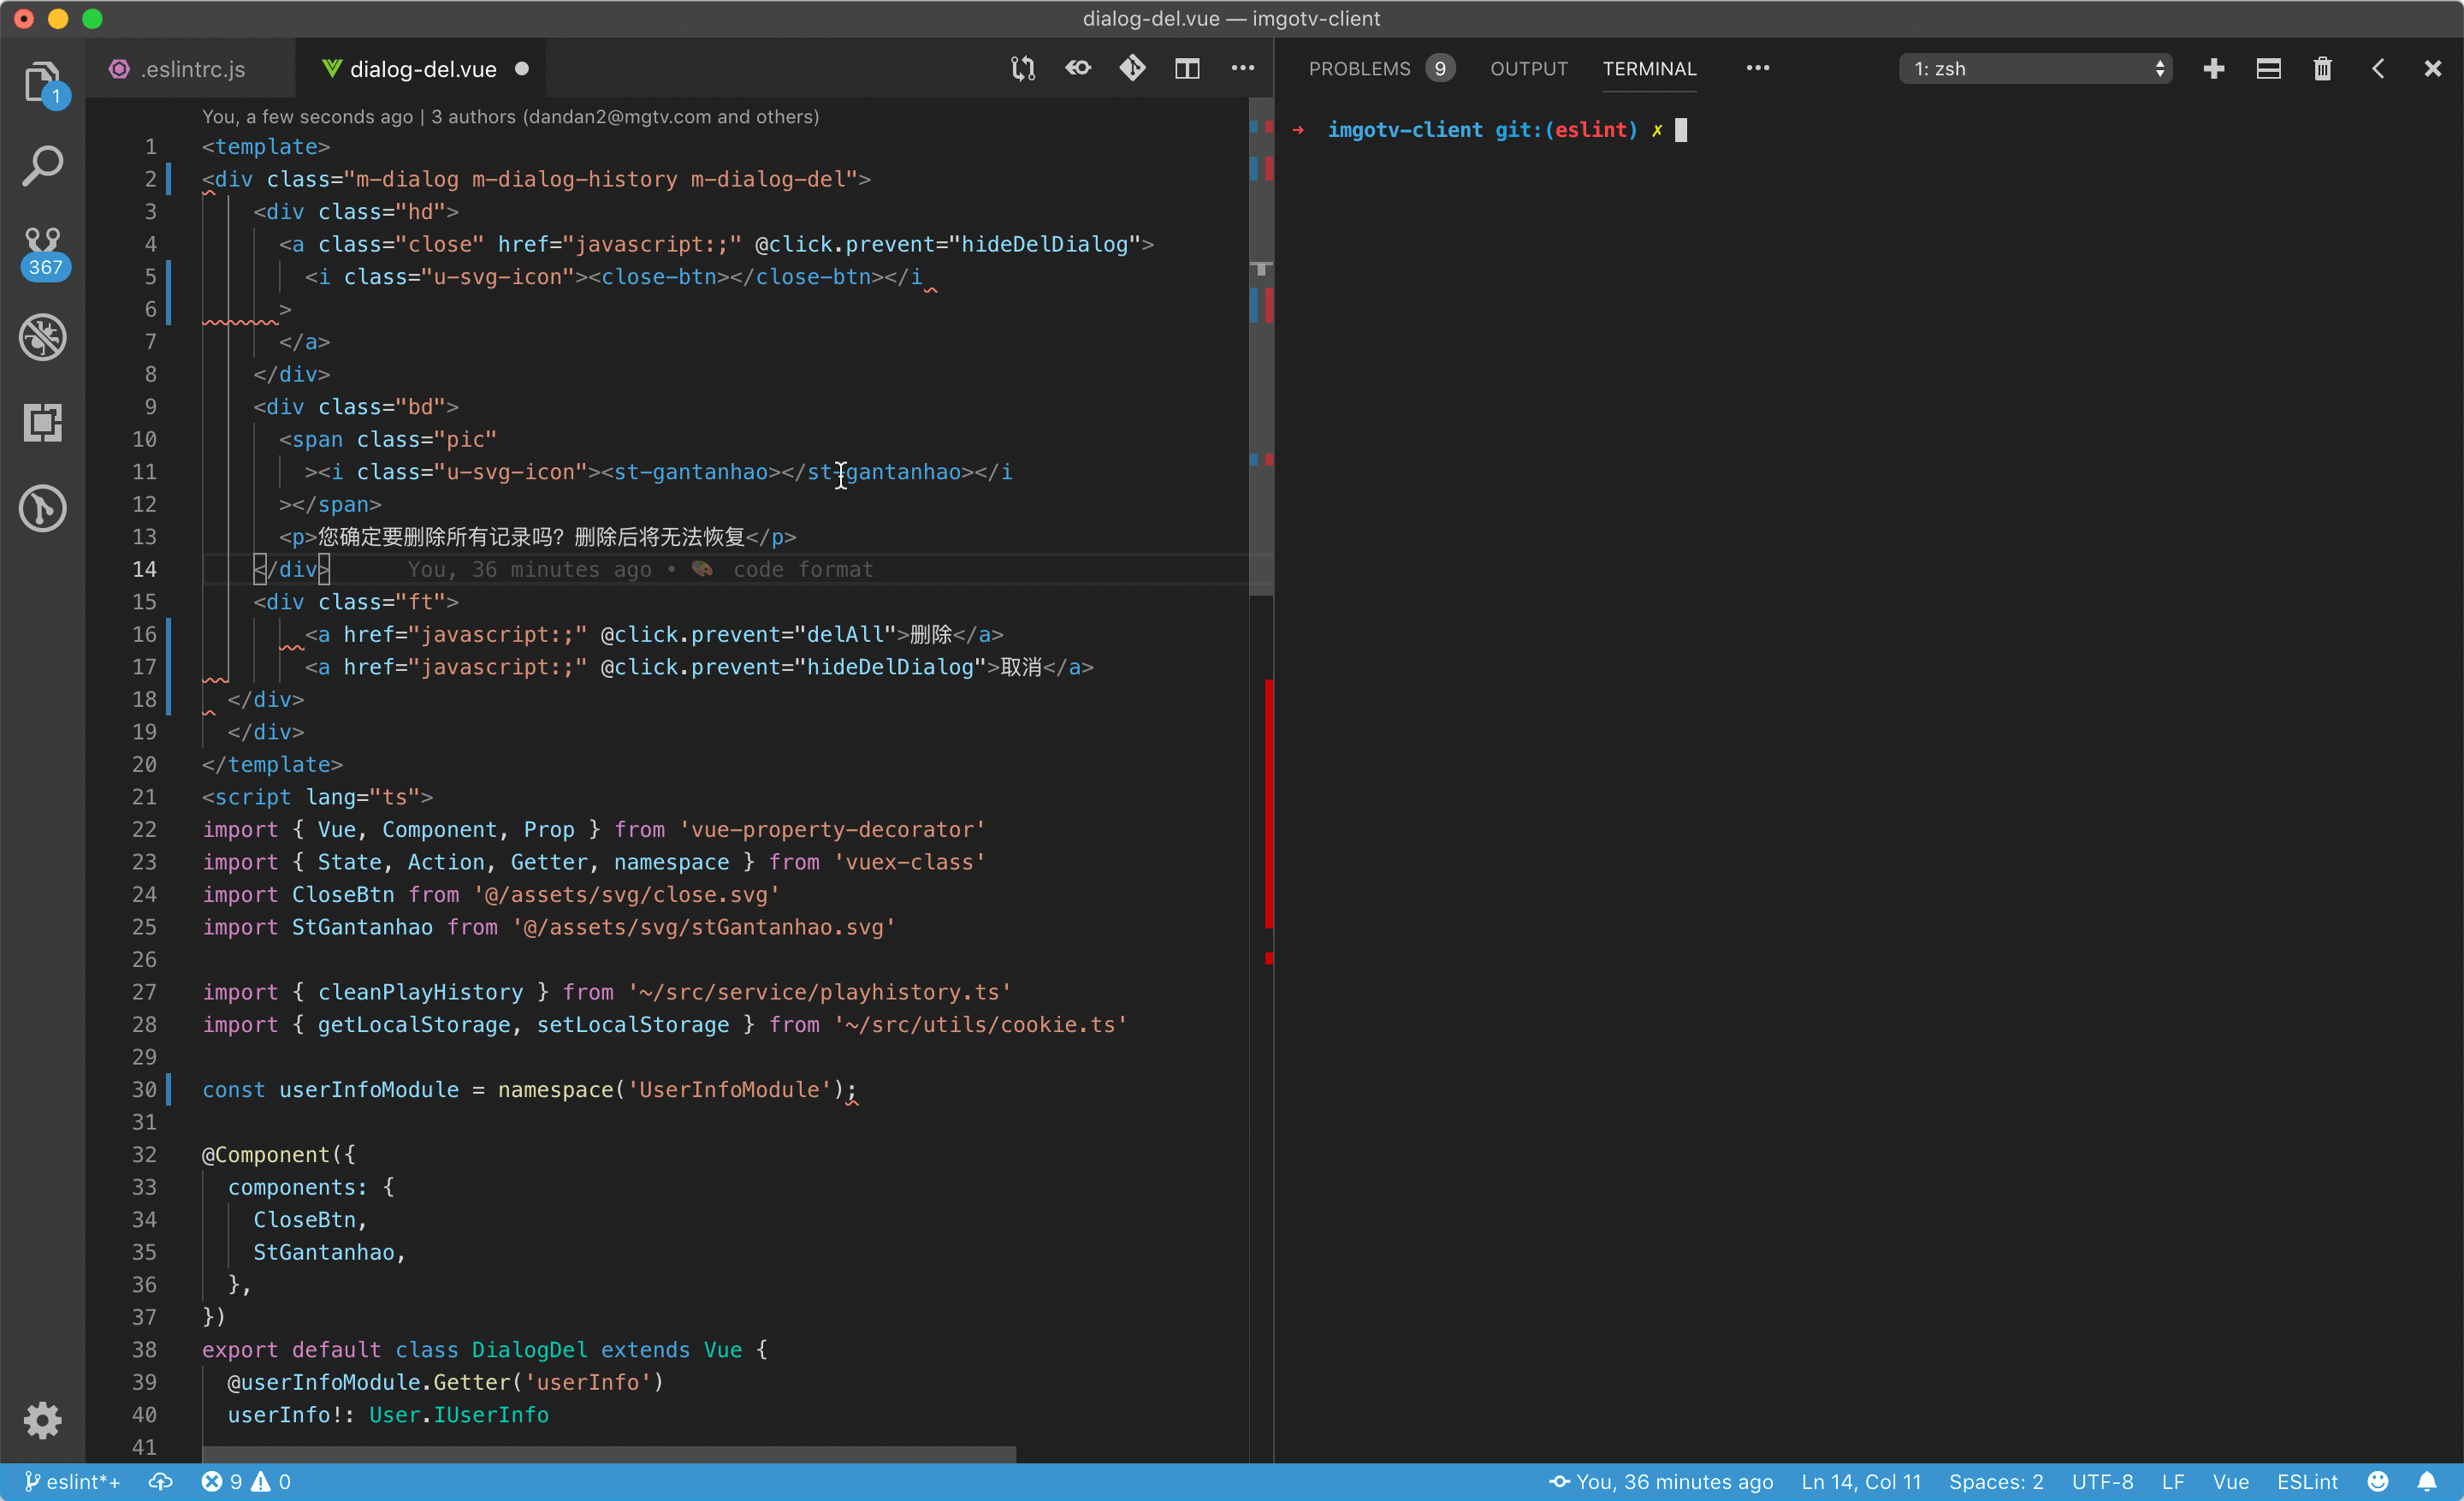 dialog-del.vue — imgotv-client
.eslintrc.js
dialog-del.vue
PROBLEMS 9 OUTPUT TERMINAL
1: zsh
1
367
You, a few seconds ago | 3 authors (dandan2@mgtv.com and others)
1 <template>
2 <div class="m-dialog m-dialog-history m-dialog-del">
3 <div class="hd">
4 <a class="close" href="javascript:;" @click.prevent="hideDelDialog">
5 <i class="u-svg-icon"><close-btn></close-btn></i
6 >
7 </a>
8 </div>
9 <div class="bd">
10 <span class="pic"
11 ><i class="u-svg-icon"><st-gantanhao></st-gantanhao></i
12 ></span>
13 <p>您确定要删除所有记录吗？删除后将无法恢复</p>
14 </div> You, 36 minutes ago • 🎨 code format
15 <div class="ft">
16 <a href="javascript:;" @click.prevent="delAll">删除</a>
17 <a href="javascript:;" @click.prevent="hideDelDialog">取消</a>
18 </div>
19 </div>
20 </template>
21 <script lang="ts">
22 import { Vue, Component, Prop } from 'vue-property-decorator'
23 import { State, Action, Getter, namespace } from 'vuex-class'
24 import CloseBtn from '@/assets/svg/close.svg'
25 import StGantanhao from '@/assets/svg/stGantanhao.svg'
26
27 import { cleanPlayHistory } from '~/src/service/playhistory.ts'
28 import { getLocalStorage, setLocalStorage } from '~/src/utils/cookie.ts'
29
30 const userInfoModule = namespace('UserInfoModule');
31
32 @Component({
33 components: {
34 CloseBtn,
35 StGantanhao,
36 },
37 })
38 export default class DialogDel extends Vue {
39 @userInfoModule.Getter('userInfo')
40 userInfo!: User.IUserInfo
41
➜ imgotv-client git:(eslint) ✗
eslint*+ 9 0 You, 36 minutes ago Ln 14, Col 11 Spaces: 2 UTF-8 LF Vue ESLint